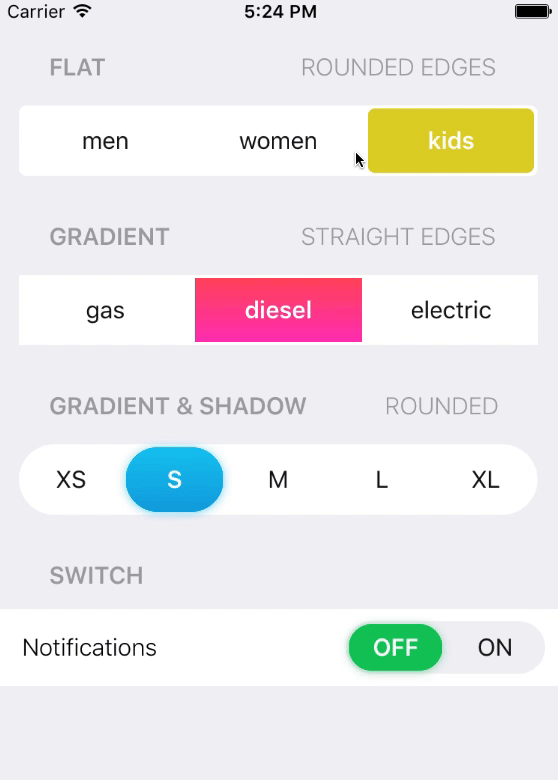 Carrier 5:24 PM
FLAT ROUNDED EDGES
men women kids
GRADIENT STRAIGHT EDGES
gas diesel electric
GRADIENT & SHADOW ROUNDED
XS S M L XL
SWITCH
Notifications OFF ON